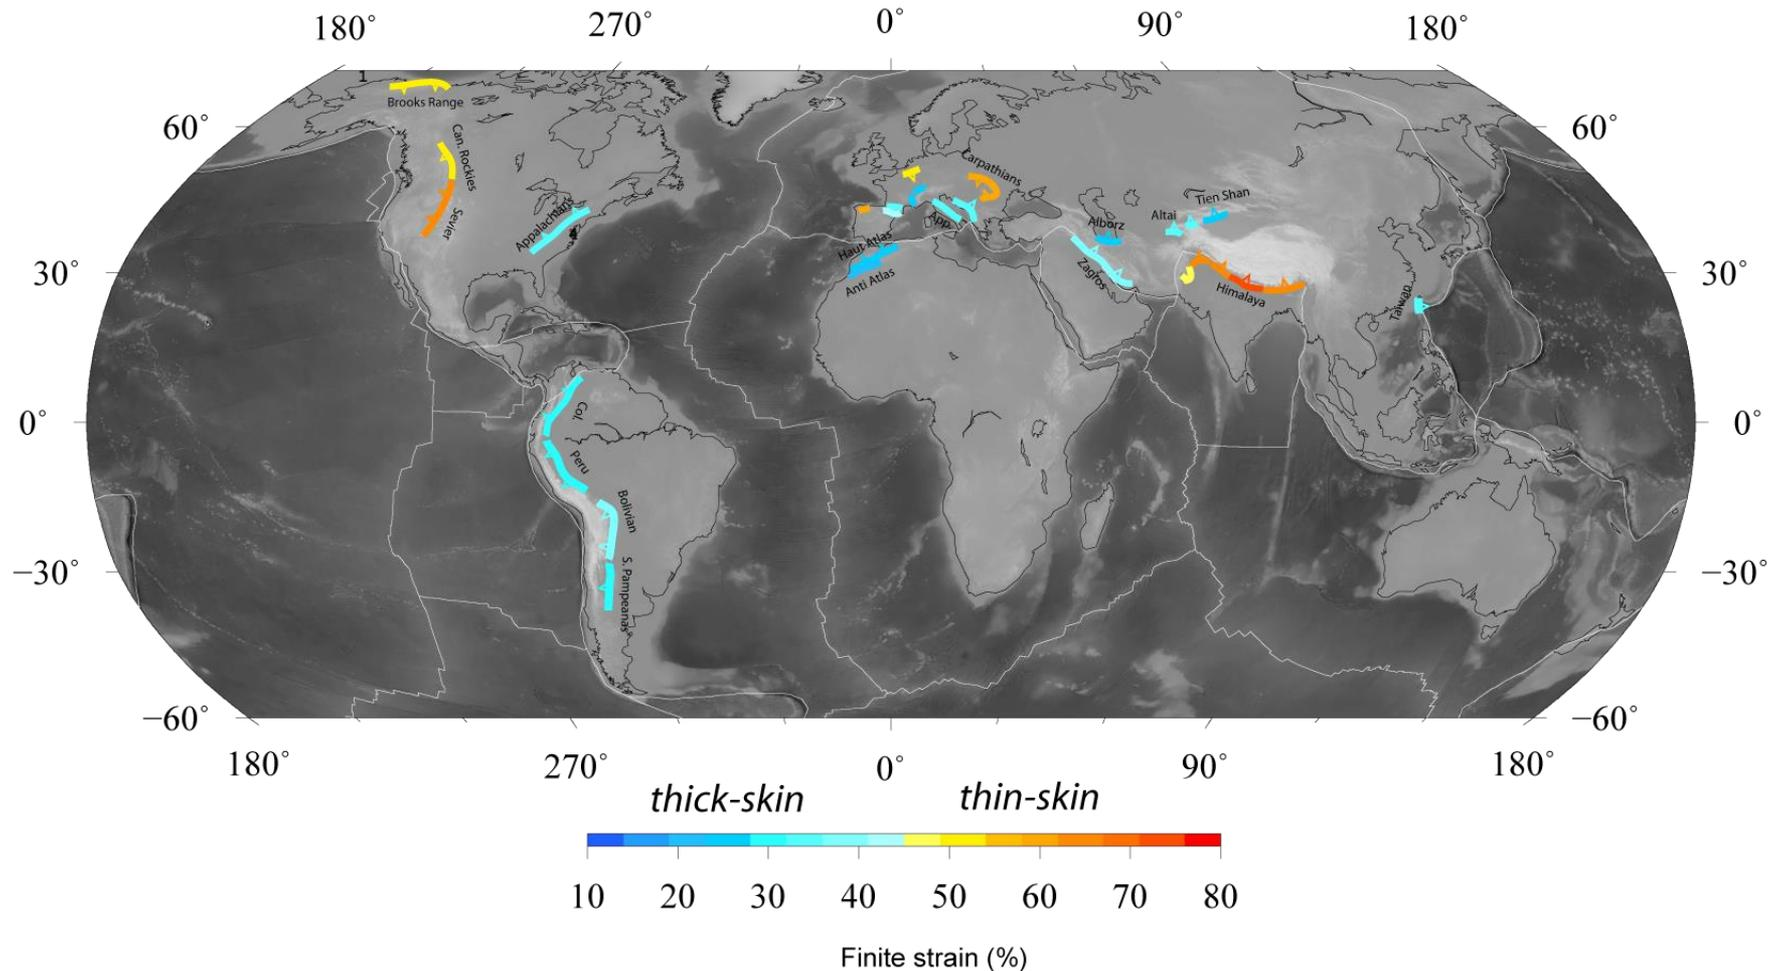 180° 270° 0° 90° 180°
1
Brooks Range
60° 60°
Can. Rockies
Carpathians
Sevier
Appalachians
App.
Alborz
Altai
Tien Shan
Haut Atlas
Anti Atlas
Zagros
Himalaya
Taiwan
30° 30°
Col.
0° 0°
Peru
Bolivian
S. Pampeanas
−30° −30°
−60° −60°
180° 270° 0° 90° 180°
thick-skin thin-skin
10 20 30 40 50 60 70 80
Finite strain (%)